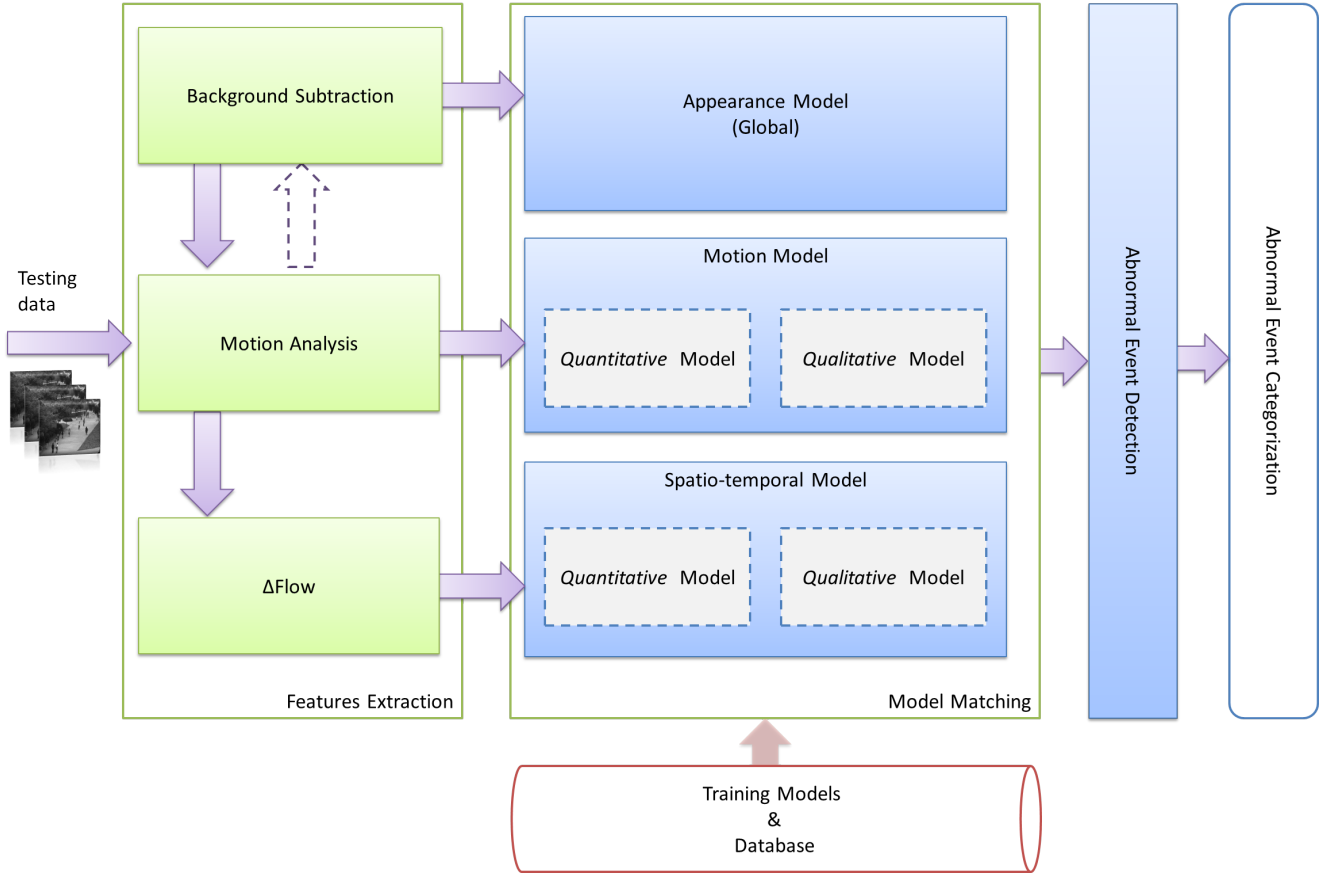 Testing
data
Background Subtraction
Motion Analysis
ΔFlow
Features Extraction
Appearance Model
(Global)
Motion Model
Quantitative Model
Qualitative Model
Spatio-temporal Model
Quantitative Model
Qualitative Model
Model Matching
Training Models
&
Database
Abnormal Event Detection
Abnormal Event Categorization